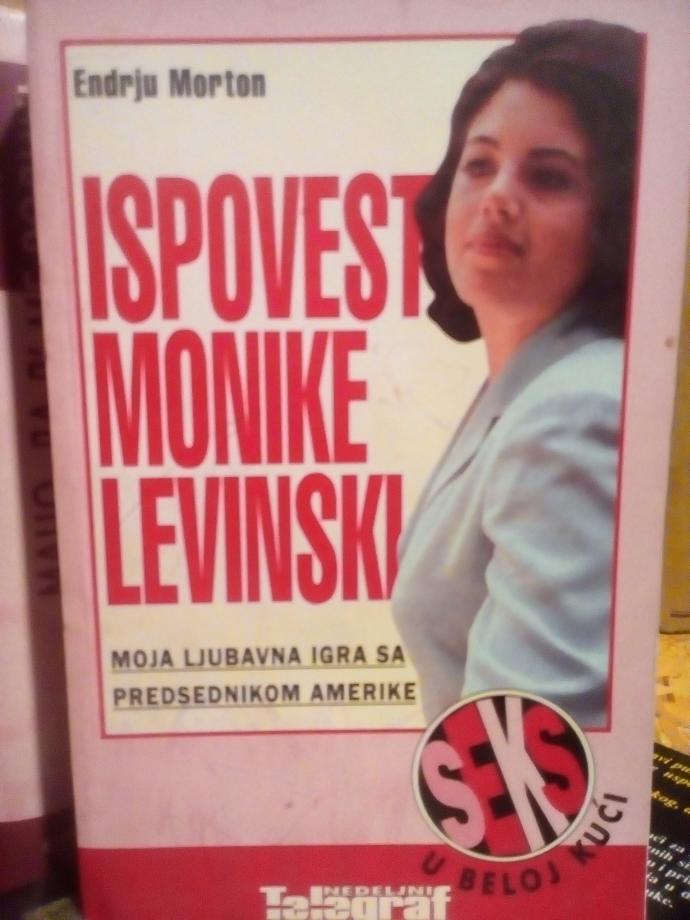 Endrju Morton
ISPOVEST
MONIKE
LEVINSKI
MOJA LJUBAVNA IGRA SA
PREDSEDNIKOM AMERIKE
SEKS
U BELOJ KUĆI
NEDELJNI
Telegraf